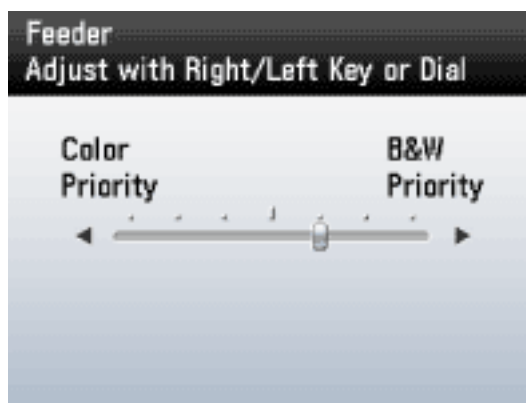 Feeder
Adjust with Right/Left Key or Dial
Color
Priority
B&W
Priority